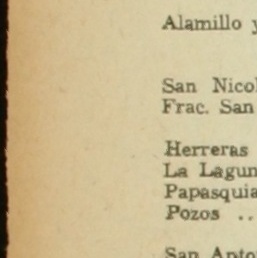 Alamillo y
San Nicol
Frac. San
Herreras
La Lagun
Papasquia
Pozos ..
San Anto